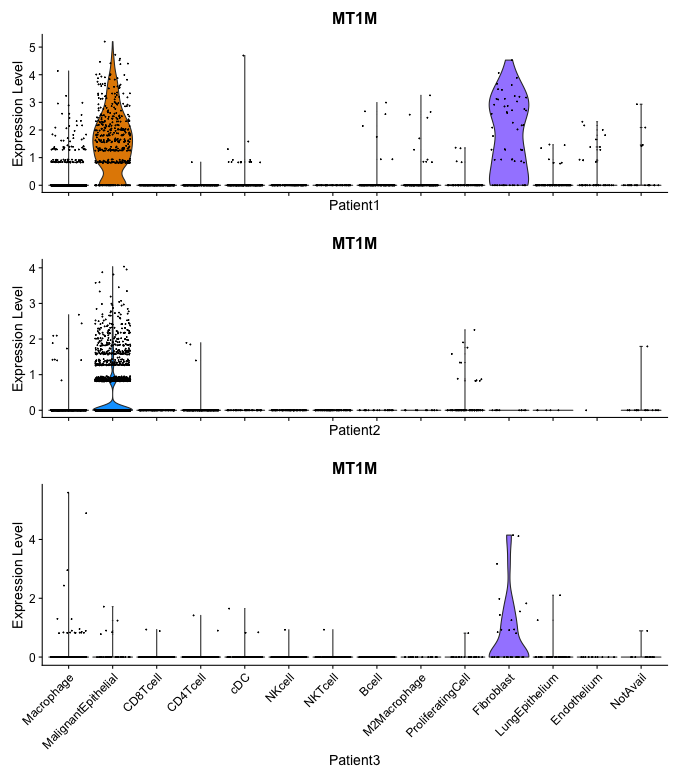 MT1M
Expression Level
5
4
3
2
1
0
Patient1
MT1M
Expression Level
4
3
2
1
0
Patient2
MT1M
Expression Level
4
2
0
Macrophage
MalignantEpithelial
CD8Tcell
CD4Tcell
cDC
NKcell
NKTcell
Bcell
M2Macrophage
ProliferatingCell
Fibroblast
LungEpithelium
Endothelium
NotAvail
Patient3